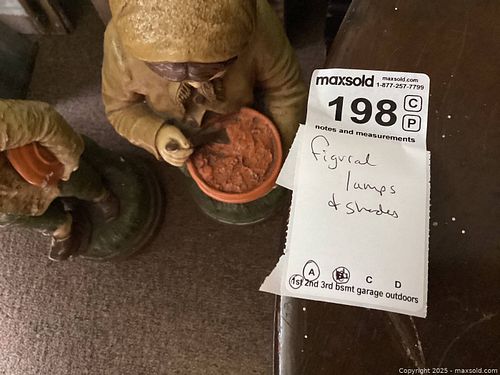 maxsold maxsold.com
1-877-257-7799
198 C
P
notes and measurements
figural
lamps
& shades
A B C D
1st 2nd 3rd bsmt garage outdoors
Copyright 2025 - maxsold.com